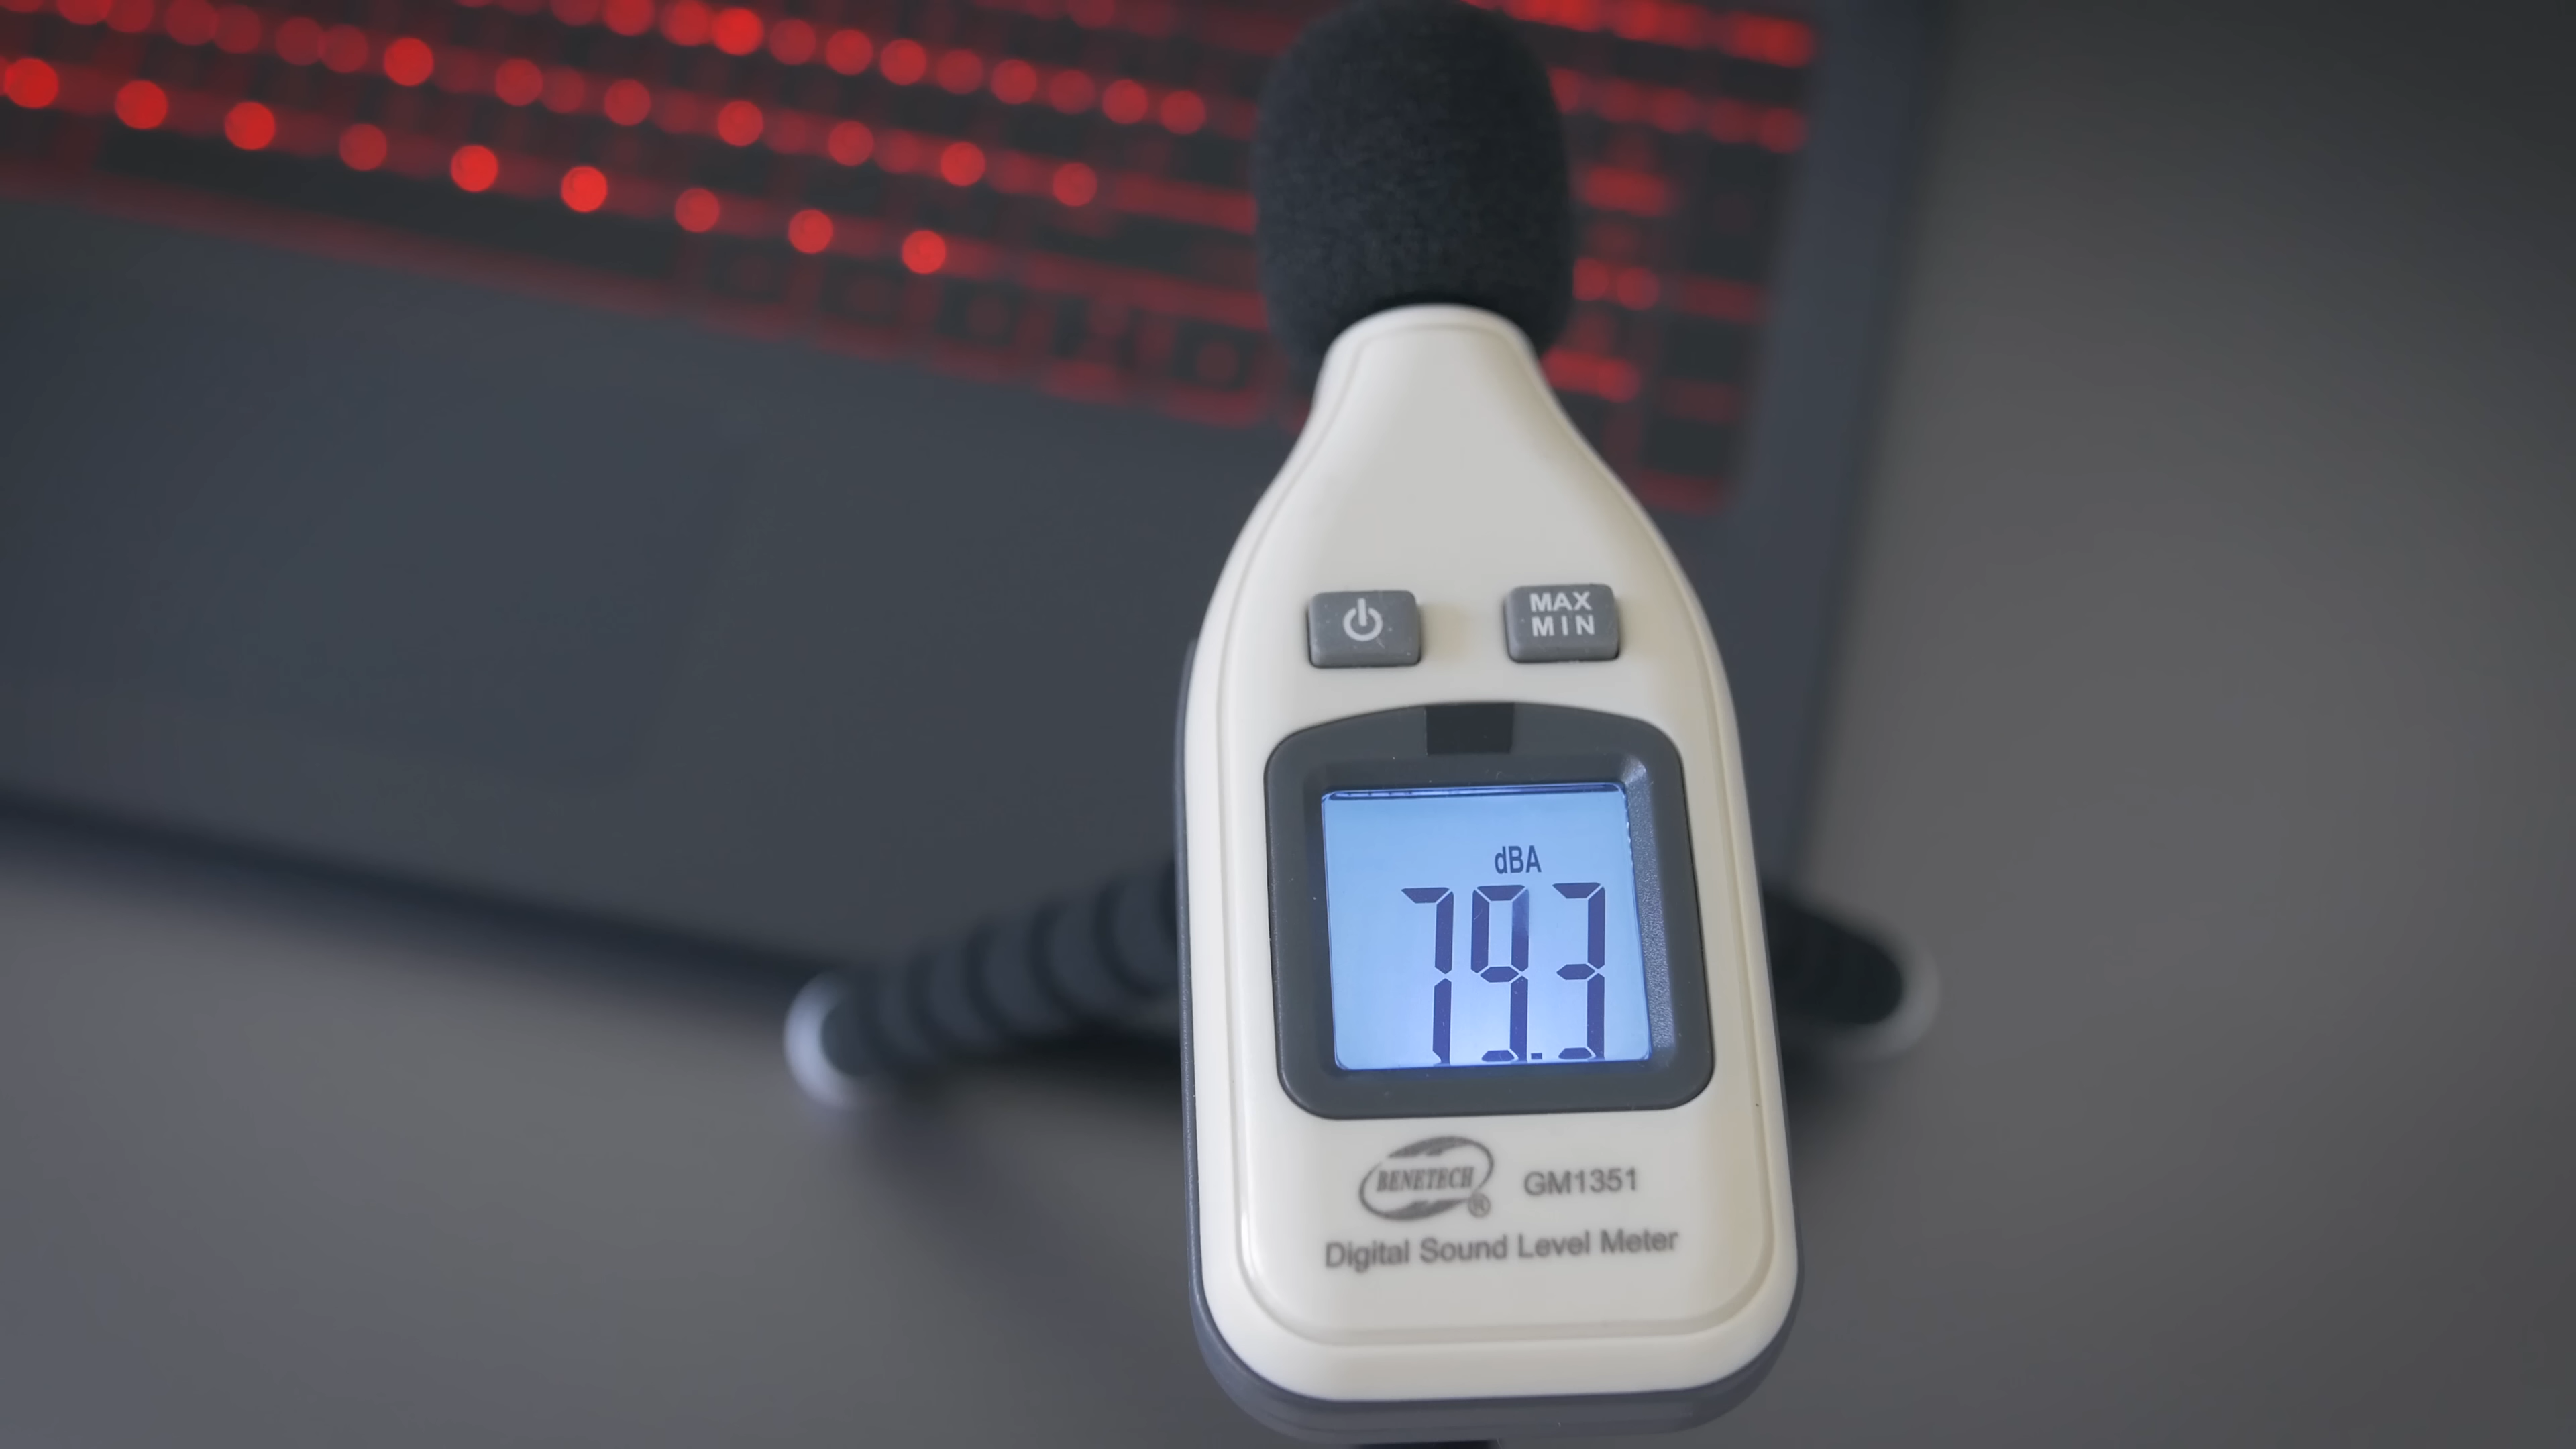 MAX
MIN
dBA
79.3
BENETECH ® GM1351
Digital Sound Level Meter